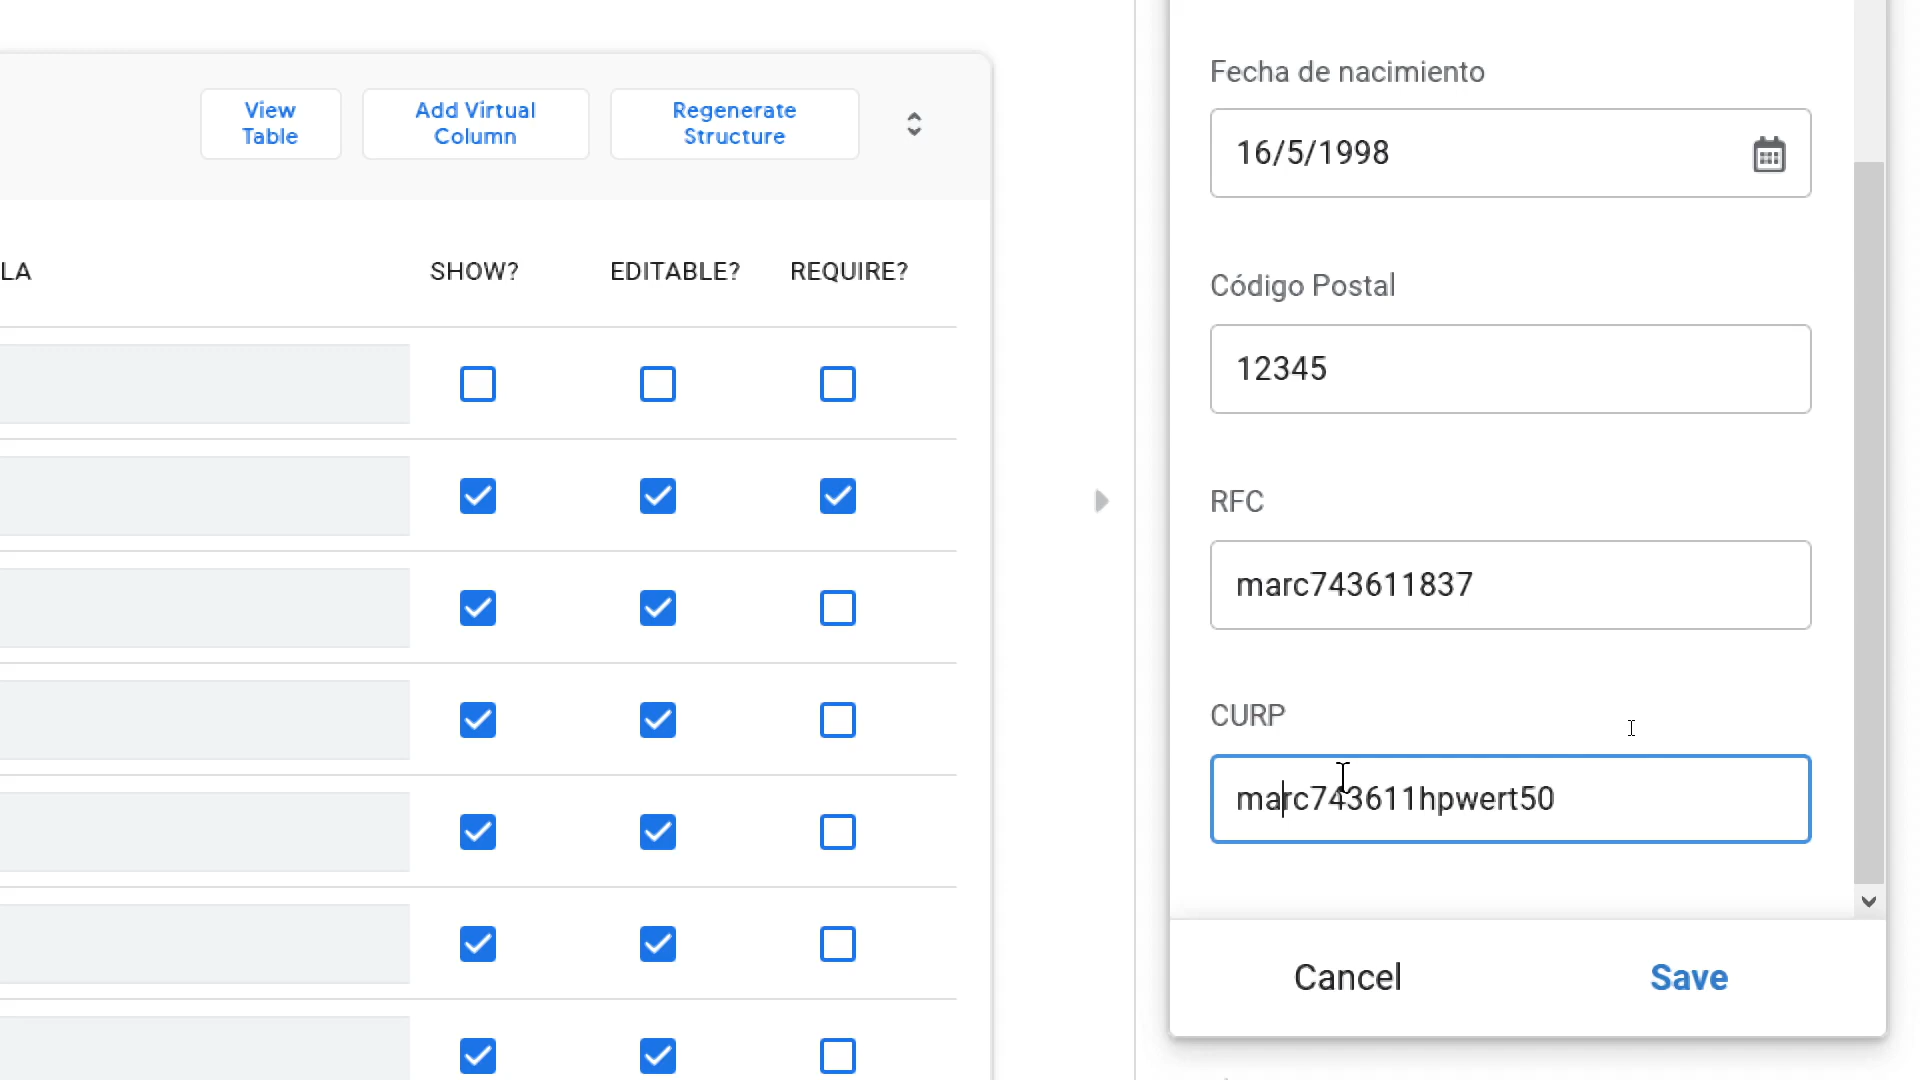 View
Table
Add Virtual
Column
Regenerate
Structure
LA
SHOW?
EDITABLE?
REQUIRE?
Fecha de nacimiento
16/5/1998
Código Postal
12345
RFC
marc743611837
CURP
marc743611hpwert50
Cancel
Save